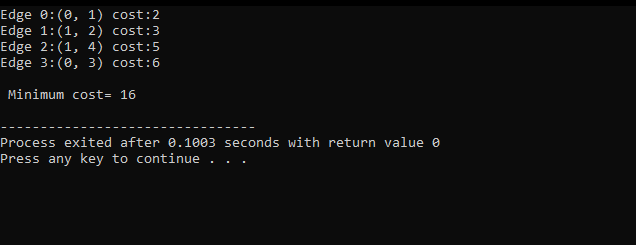 Edge 0:(0, 1) cost:2
Edge 1:(1, 2) cost:3
Edge 2:(1, 4) cost:5
Edge 3:(0, 3) cost:6
Minimum cost= 16
--------------------------------
Process exited after 0.1003 seconds with return value 0
Press any key to continue . . .